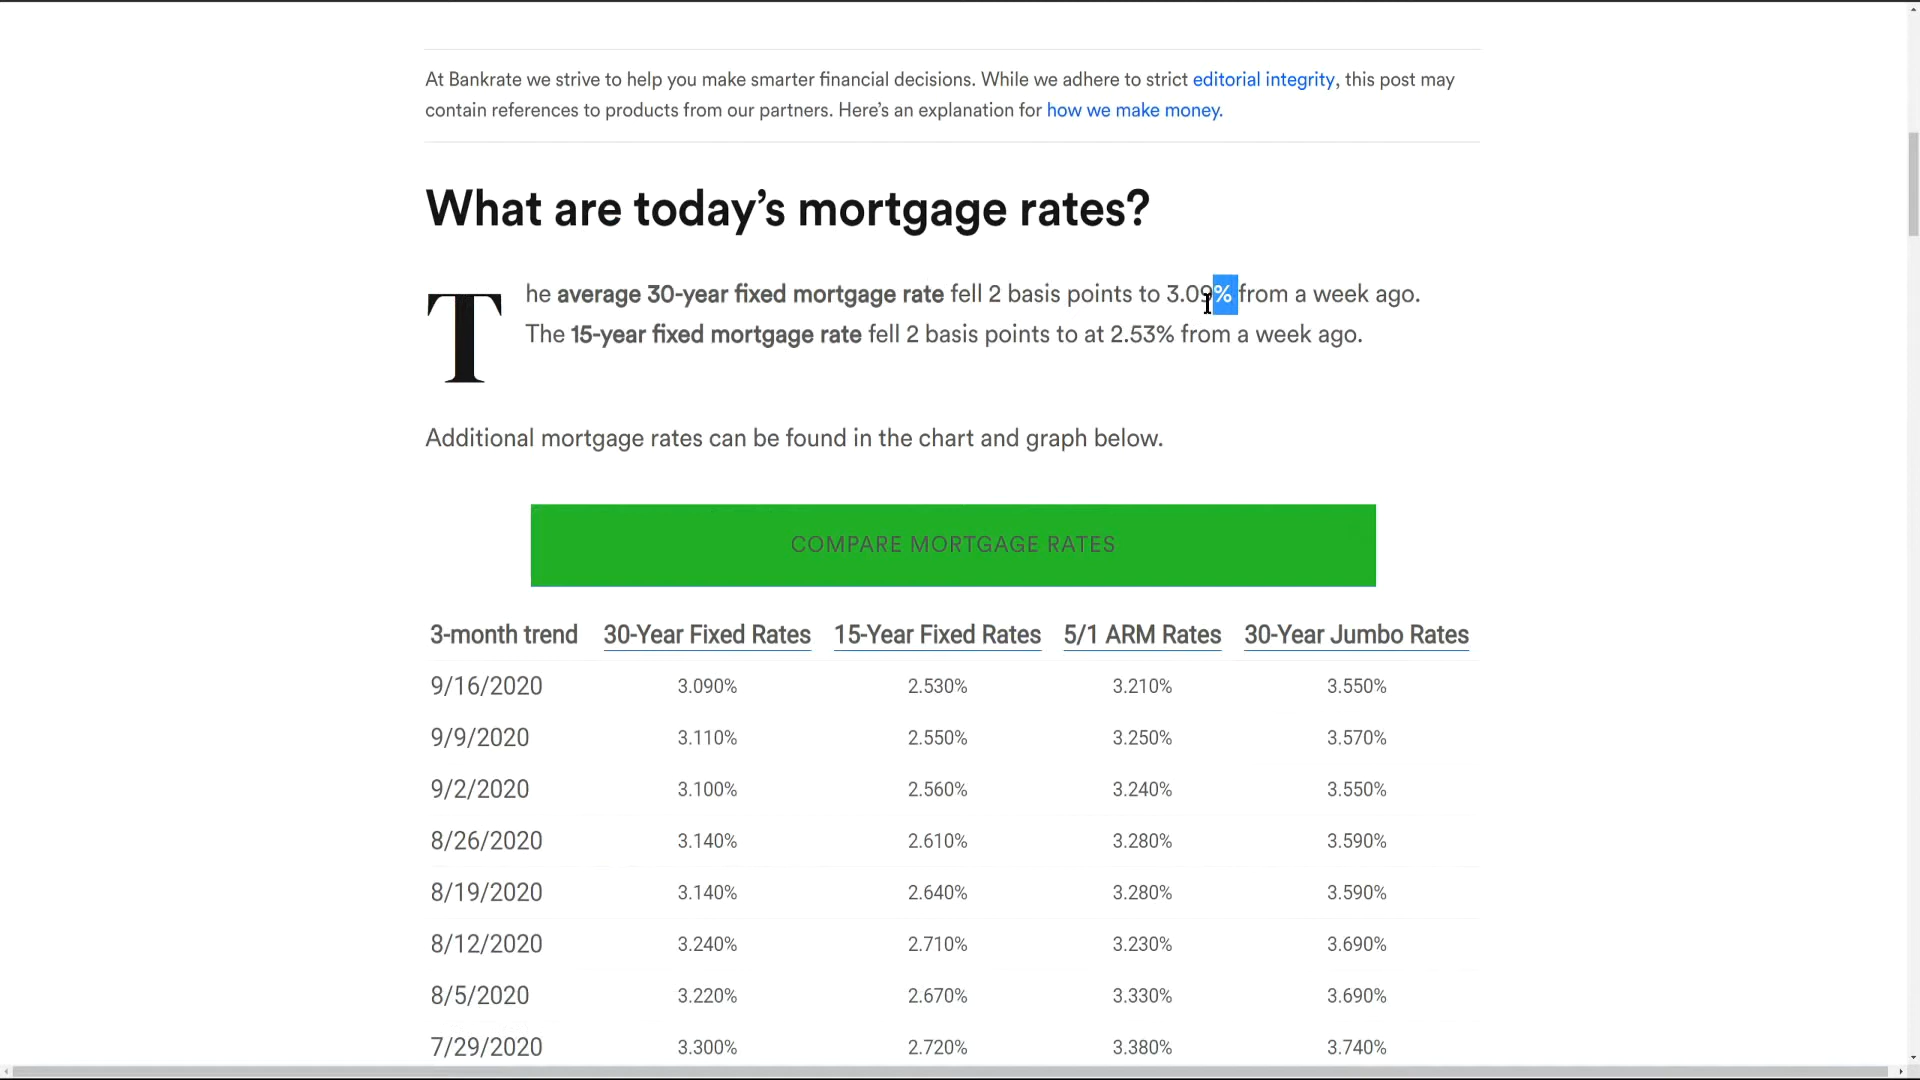 At Bankrate we strive to help you make smarter financial decisions. While we adhere to strict editorial integrity, this post may
contain references to products from our partners. Here’s an explanation for how we make money.
What are today’s mortgage rates?
The average 30-year fixed mortgage rate fell 2 basis points to 3.09% from a week ago.
The 15-year fixed mortgage rate fell 2 basis points to at 2.53% from a week ago.
Additional mortgage rates can be found in the chart and graph below.
COMPARE MORTGAGE RATES
3-month trend 30-Year Fixed Rates 15-Year Fixed Rates 5/1 ARM Rates 30-Year Jumbo Rates
9/16/2020 3.090% 2.530% 3.210% 3.550%
9/9/2020 3.110% 2.550% 3.250% 3.570%
9/2/2020 3.100% 2.560% 3.240% 3.550%
8/26/2020 3.140% 2.610% 3.280% 3.590%
8/19/2020 3.140% 2.640% 3.280% 3.590%
8/12/2020 3.240% 2.710% 3.230% 3.690%
8/5/2020 3.220% 2.670% 3.330% 3.690%
7/29/2020 3.300% 2.720% 3.380% 3.740%